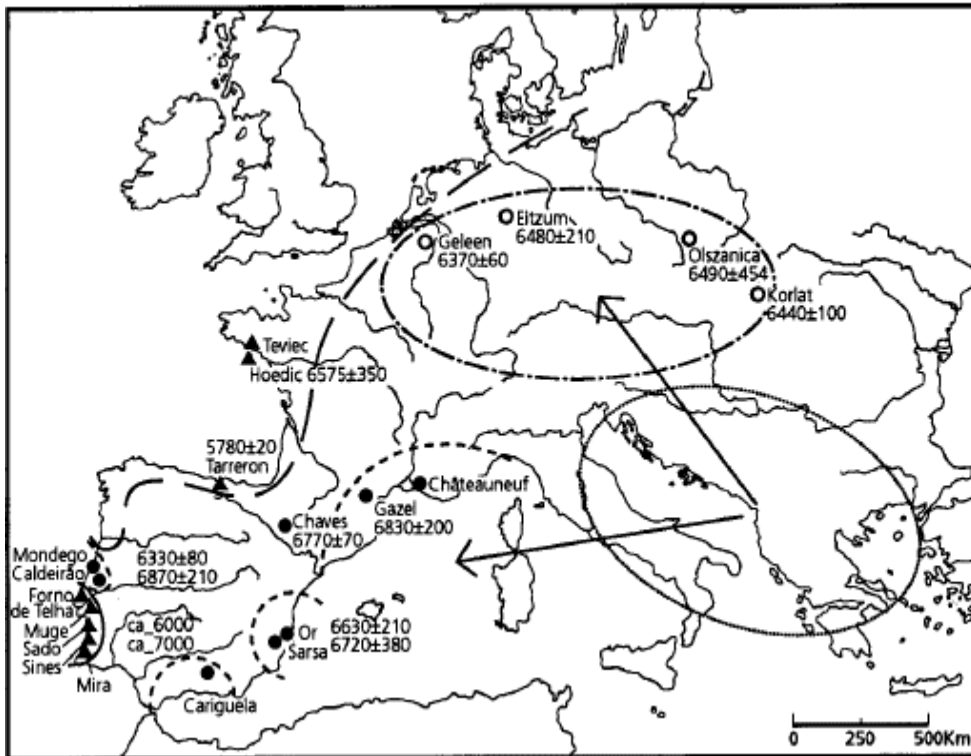 Eitzum
6480±210
Geleen
6370±60
Olszanica
6490±454
Korlat
6440±100
Teviec
Hoedic 6575±350
5780±20
Tarreron
Châteauneuf
Gazel
6830±200
Chaves
6770±70
Mondego
Caldeirão
6330±80
6870±210
Forno
de Telha
Muge
Sado
Sines
Mira
ca_6000
ca_7000
Or
Sarsa
6630±210
6720±380
Cariguela
0 250 500Km